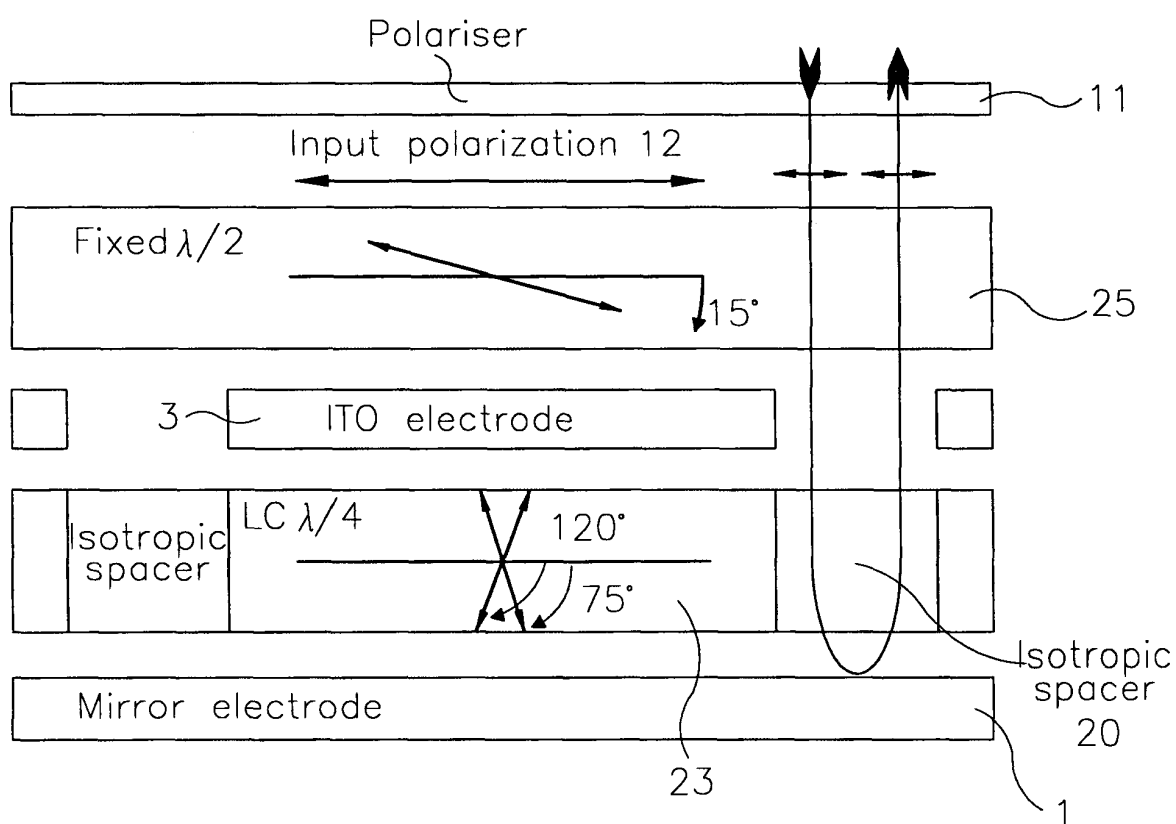 Polariser
11
Input polarization 12
Fixed λ/2
15°
25
3
ITO electrode
LC λ/4
120°
Isotropic
spacer
75°
Isotropic
spacer
20
Mirror electrode
23
1